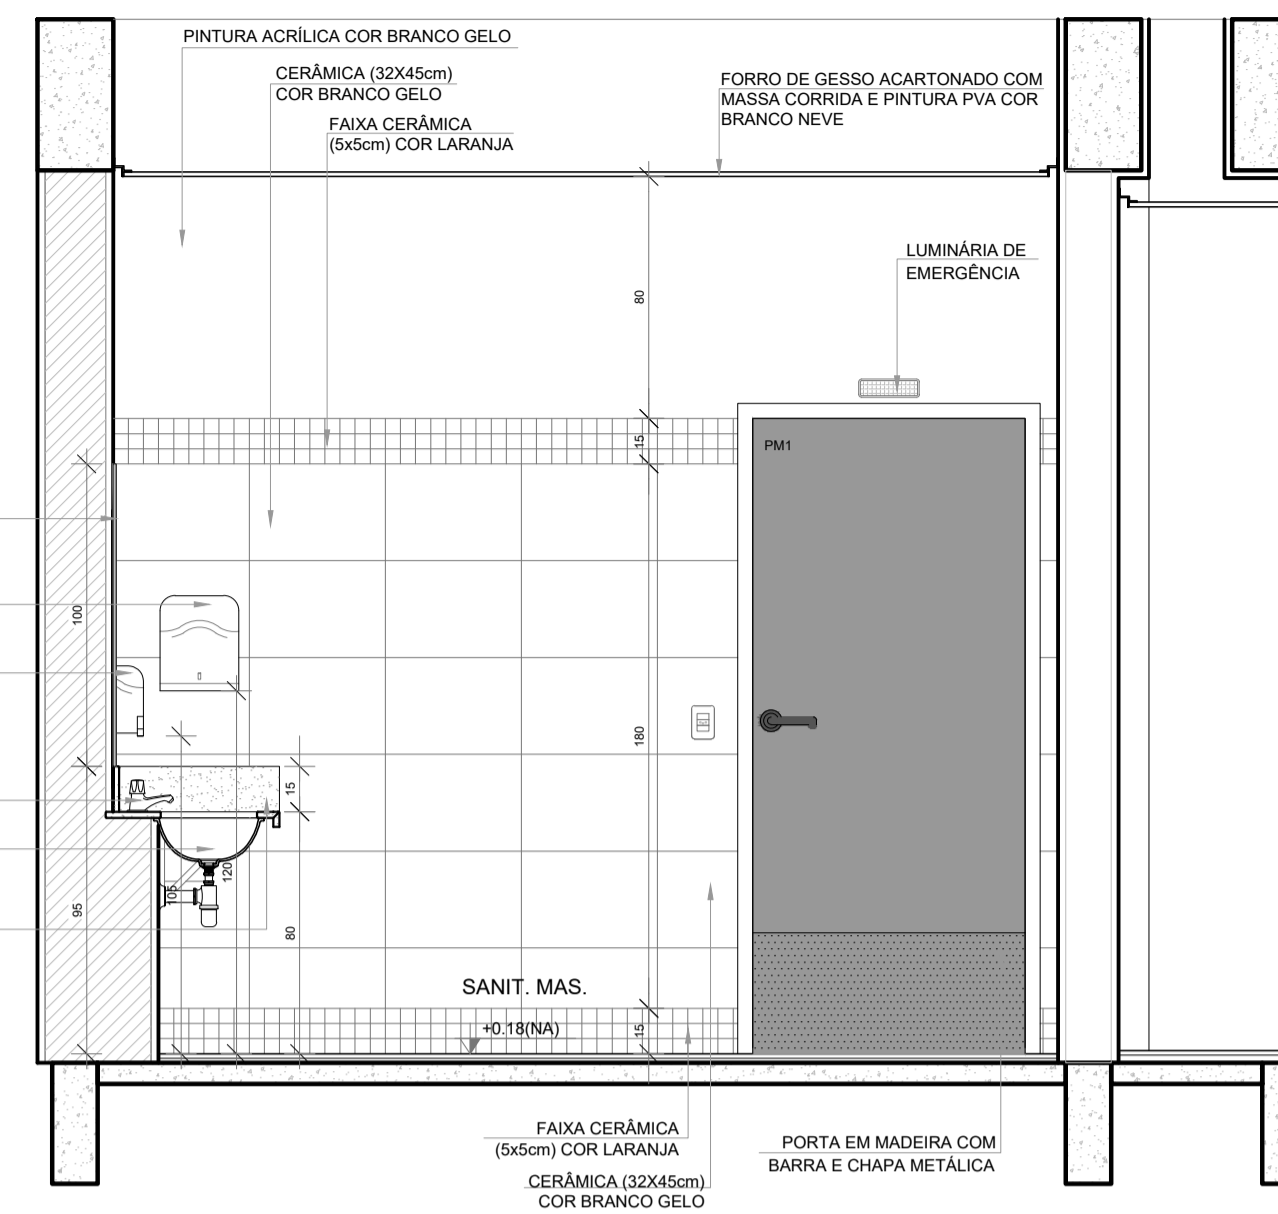 PINTURA ACRÍLICA COR BRANCO GELO
CERÂMICA (32X45cm)
COR BRANCO GELO
FAIXA CERÂMICA
(5x5cm) COR LARANJA
FORRO DE GESSO ACARTONADO COM
MASSA CORRIDA E PINTURA PVA COR
BRANCO NEVE
LUMINÁRIA DE
EMERGÊNCIA
80
15
PM1
100
180
15
120
105
95
80
SANIT. MAS.
+0.18(NA)
15
FAIXA CERÂMICA
(5x5cm) COR LARANJA
CERÂMICA (32X45cm)
COR BRANCO GELO
PORTA EM MADEIRA COM
BARRA E CHAPA METÁLICA